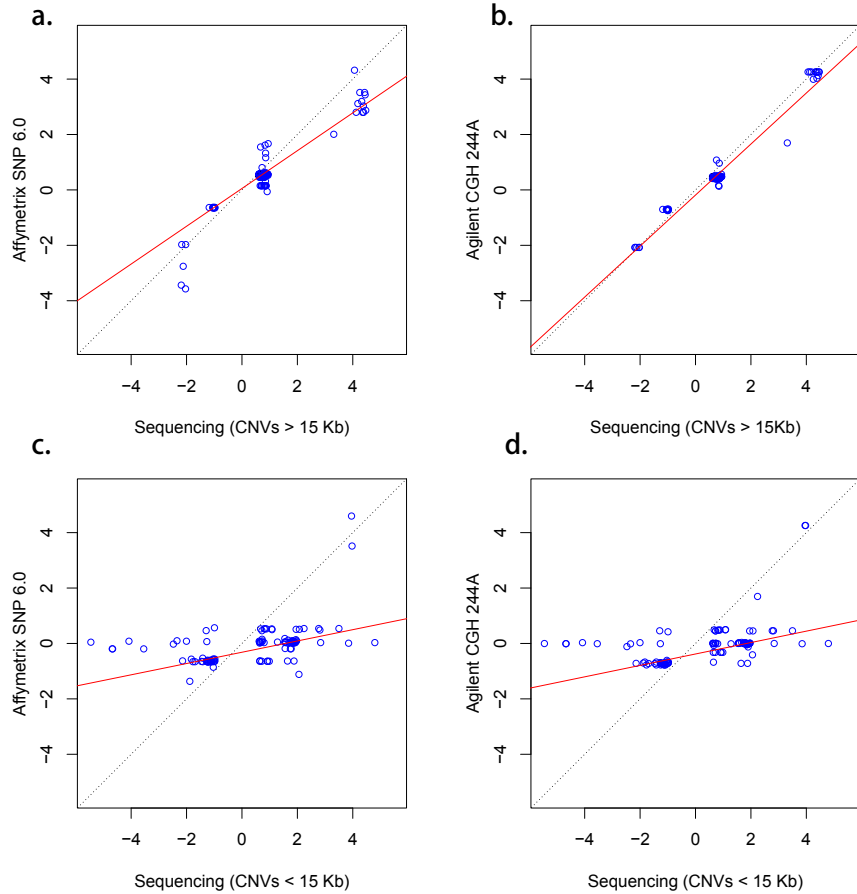 a.
Affymetrix SNP 6.0
4
2
0
−2
−4
−4 −2 0 2 4
Sequencing (CNVs > 15 Kb)
b.
Agilent CGH 244A
4
2
0
−2
−4
−4 −2 0 2 4
Sequencing (CNVs > 15Kb)
c.
Affymetrix SNP 6.0
4
2
0
−2
−4
−4 −2 0 2 4
Sequencing (CNVs < 15 Kb)
d.
Agilent CGH 244A
4
2
0
−2
−4
−4 −2 0 2 4
Sequencing (CNVs < 15 Kb)